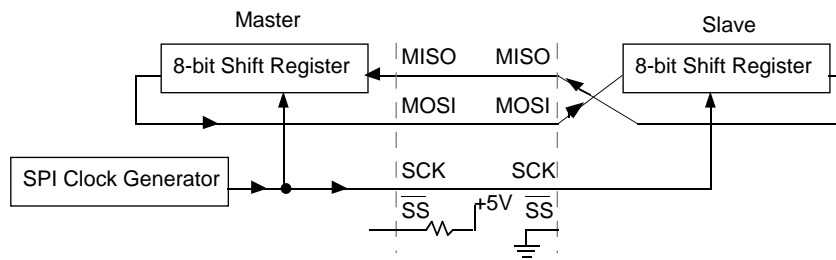 Master
Slave
8-bit Shift Register
MISO
MISO
8-bit Shift Register
MOSI
MOSI
SPI Clock Generator
SCK
SCK
SS
+5V
SS